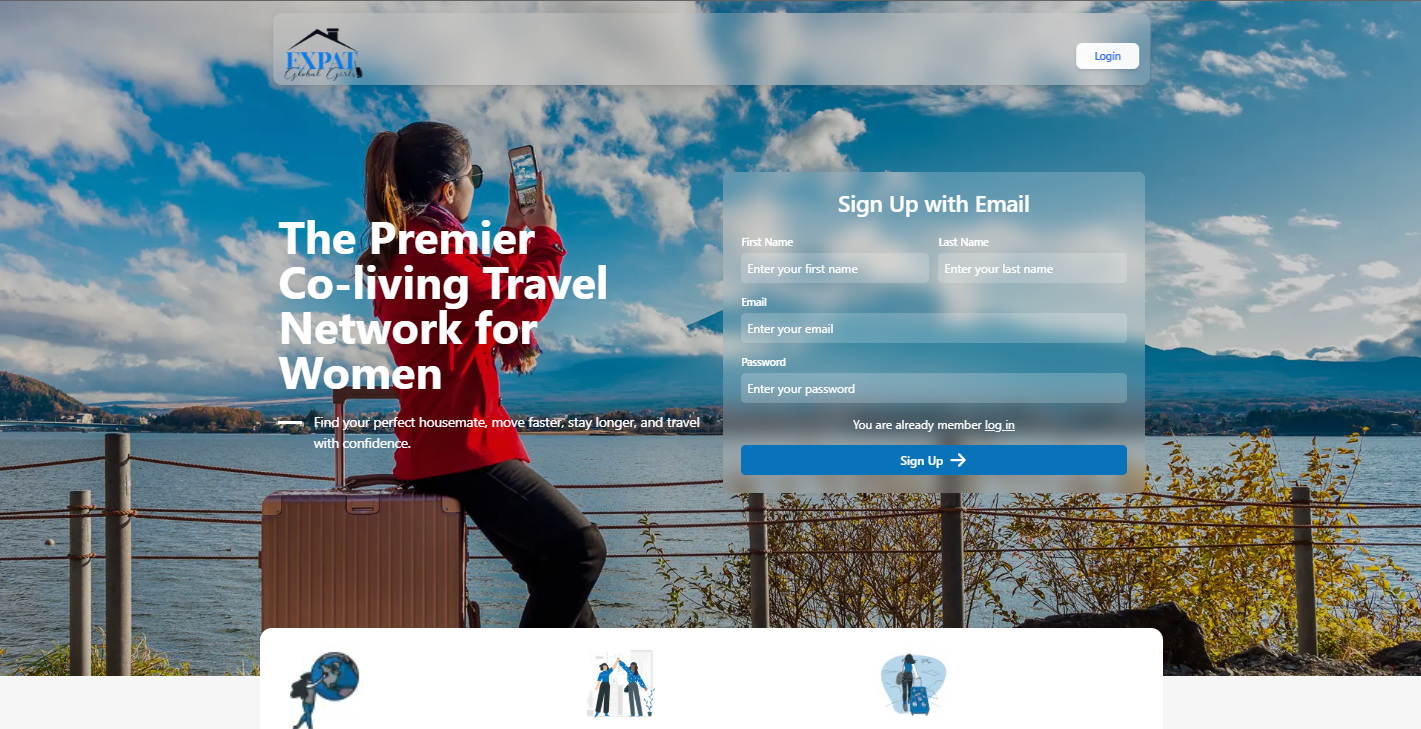 EXPAT
Global Girls
Login
The Premier
Co-living Travel
Network for
Women
Find your perfect housemate, move faster, stay longer, and travel
with confidence.
Sign Up with Email
First Name
Last Name
Enter your first name
Enter your last name
Email
Enter your email
Password
Enter your password
You are already member log in
Sign Up